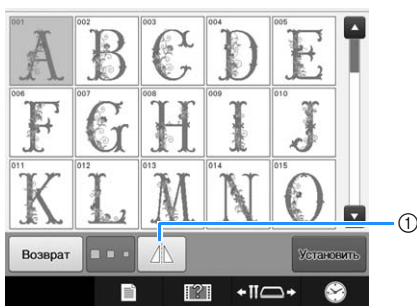 001 002 003 004 005
A B C D E
006 007 008 009 010
F G H I J
011 012 013 014 015
K L M N O
①
Возврат Установить
?